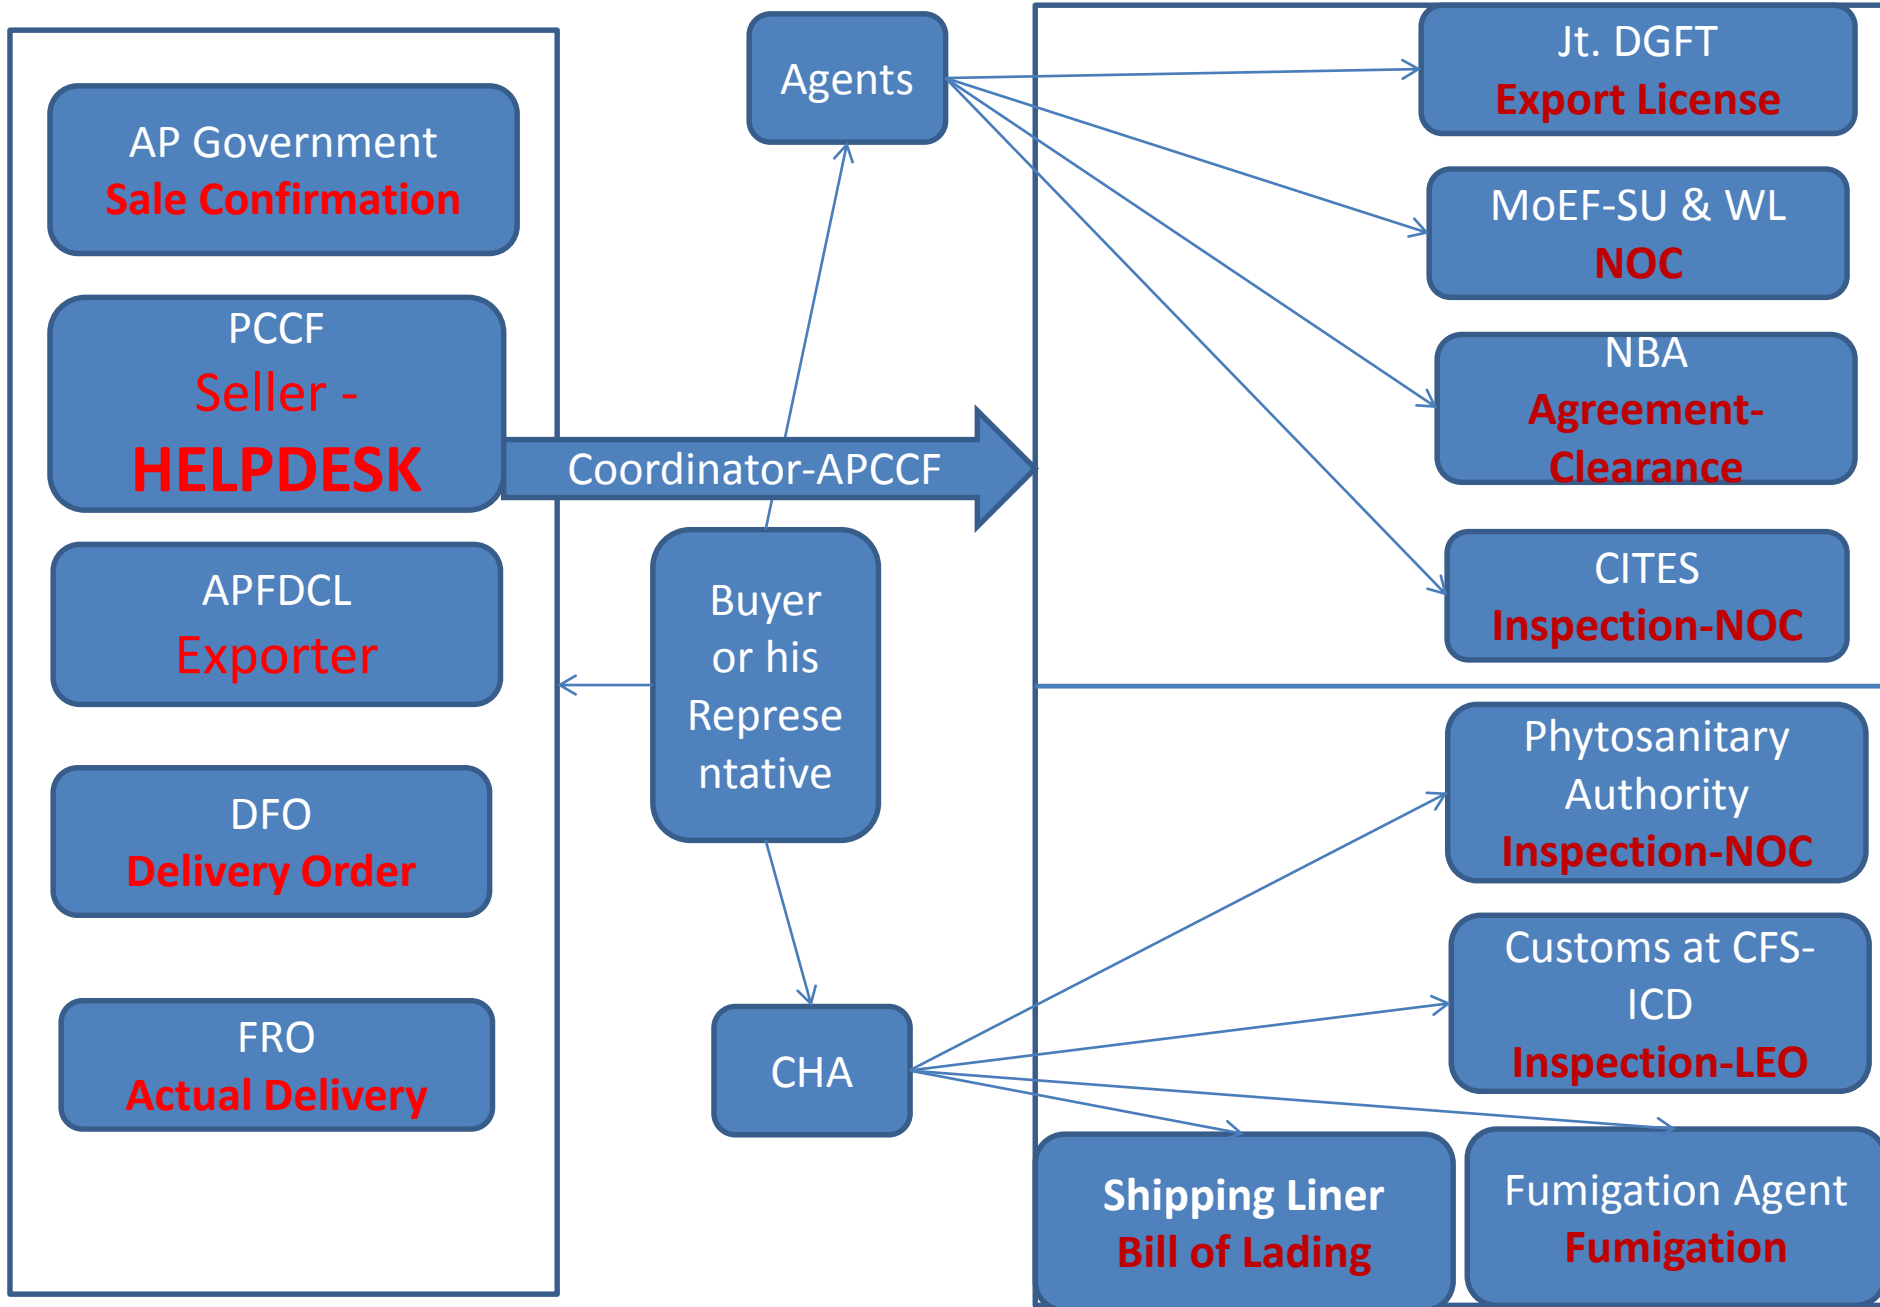 AP Government
Sale Confirmation
PCCF
Seller -
HELPDESK
APFDCL
Exporter
DFO
Delivery Order
FRO
Actual Delivery
Agents
Coordinator-APCCF
Buyer
or his
Represe
ntative
CHA
Jt. DGFT
Export License
MoEF-SU & WL
NOC
NBA
Agreement-
Clearance
CITES
Inspection-NOC
Phytosanitary
Authority
Inspection-NOC
Customs at CFS-
ICD
Inspection-LEO
Shipping Liner
Bill of Lading
Fumigation Agent
Fumigation